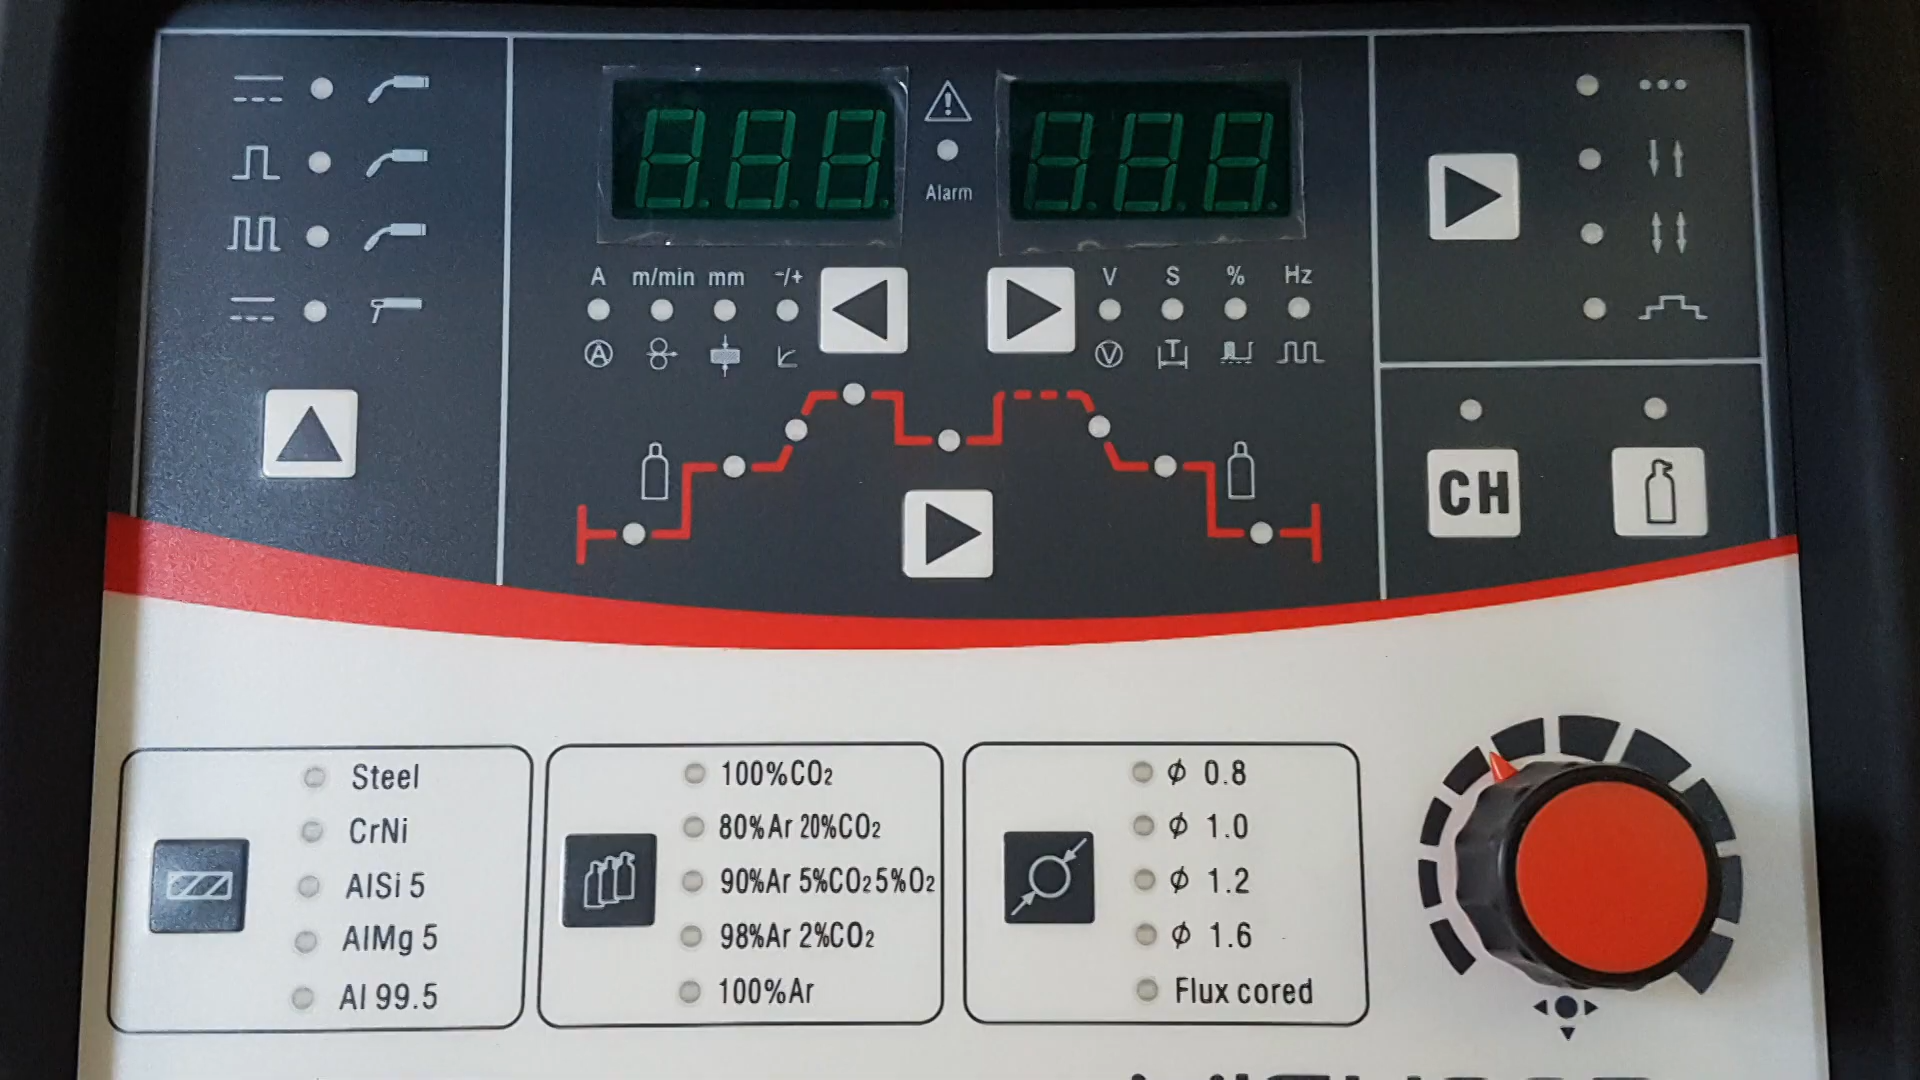 Alarm
A m/min mm -/+ V S % Hz
A V T
CH
Steel
CrNi
AlSi 5
AlMg 5
Al 99.5
100%CO2
80%Ar 20%CO2
90%Ar 5%CO2 5%O2
98%Ar 2%CO2
100%Ar
ϕ 0.8
ϕ 1.0
ϕ 1.2
ϕ 1.6
Flux cored